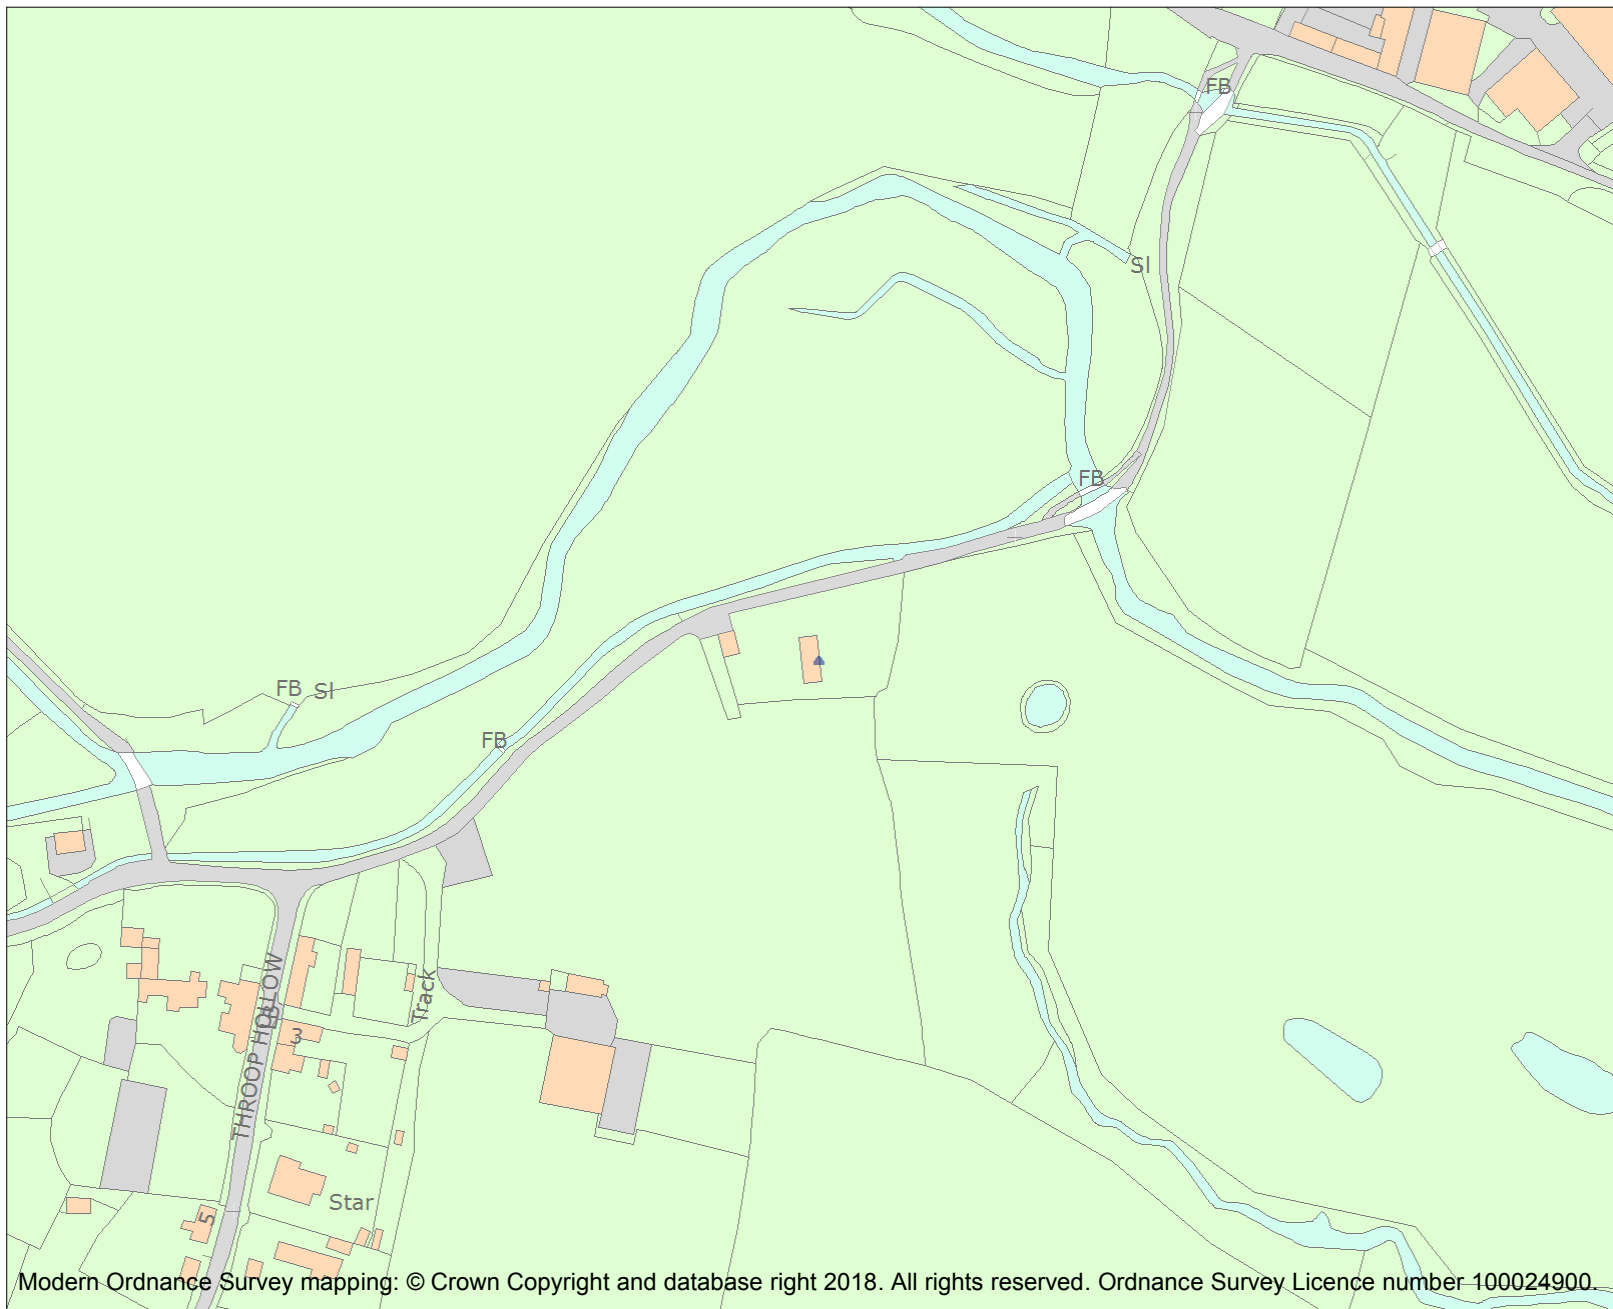 FB
Sl
FB
FB Sl
FB
THROOP HOLLOW
LB
Track
3
Star
5
Modern Ordnance Survey mapping: © Crown Copyright and database right 2018. All rights reserved. Ordnance Survey Licence number 100024900.